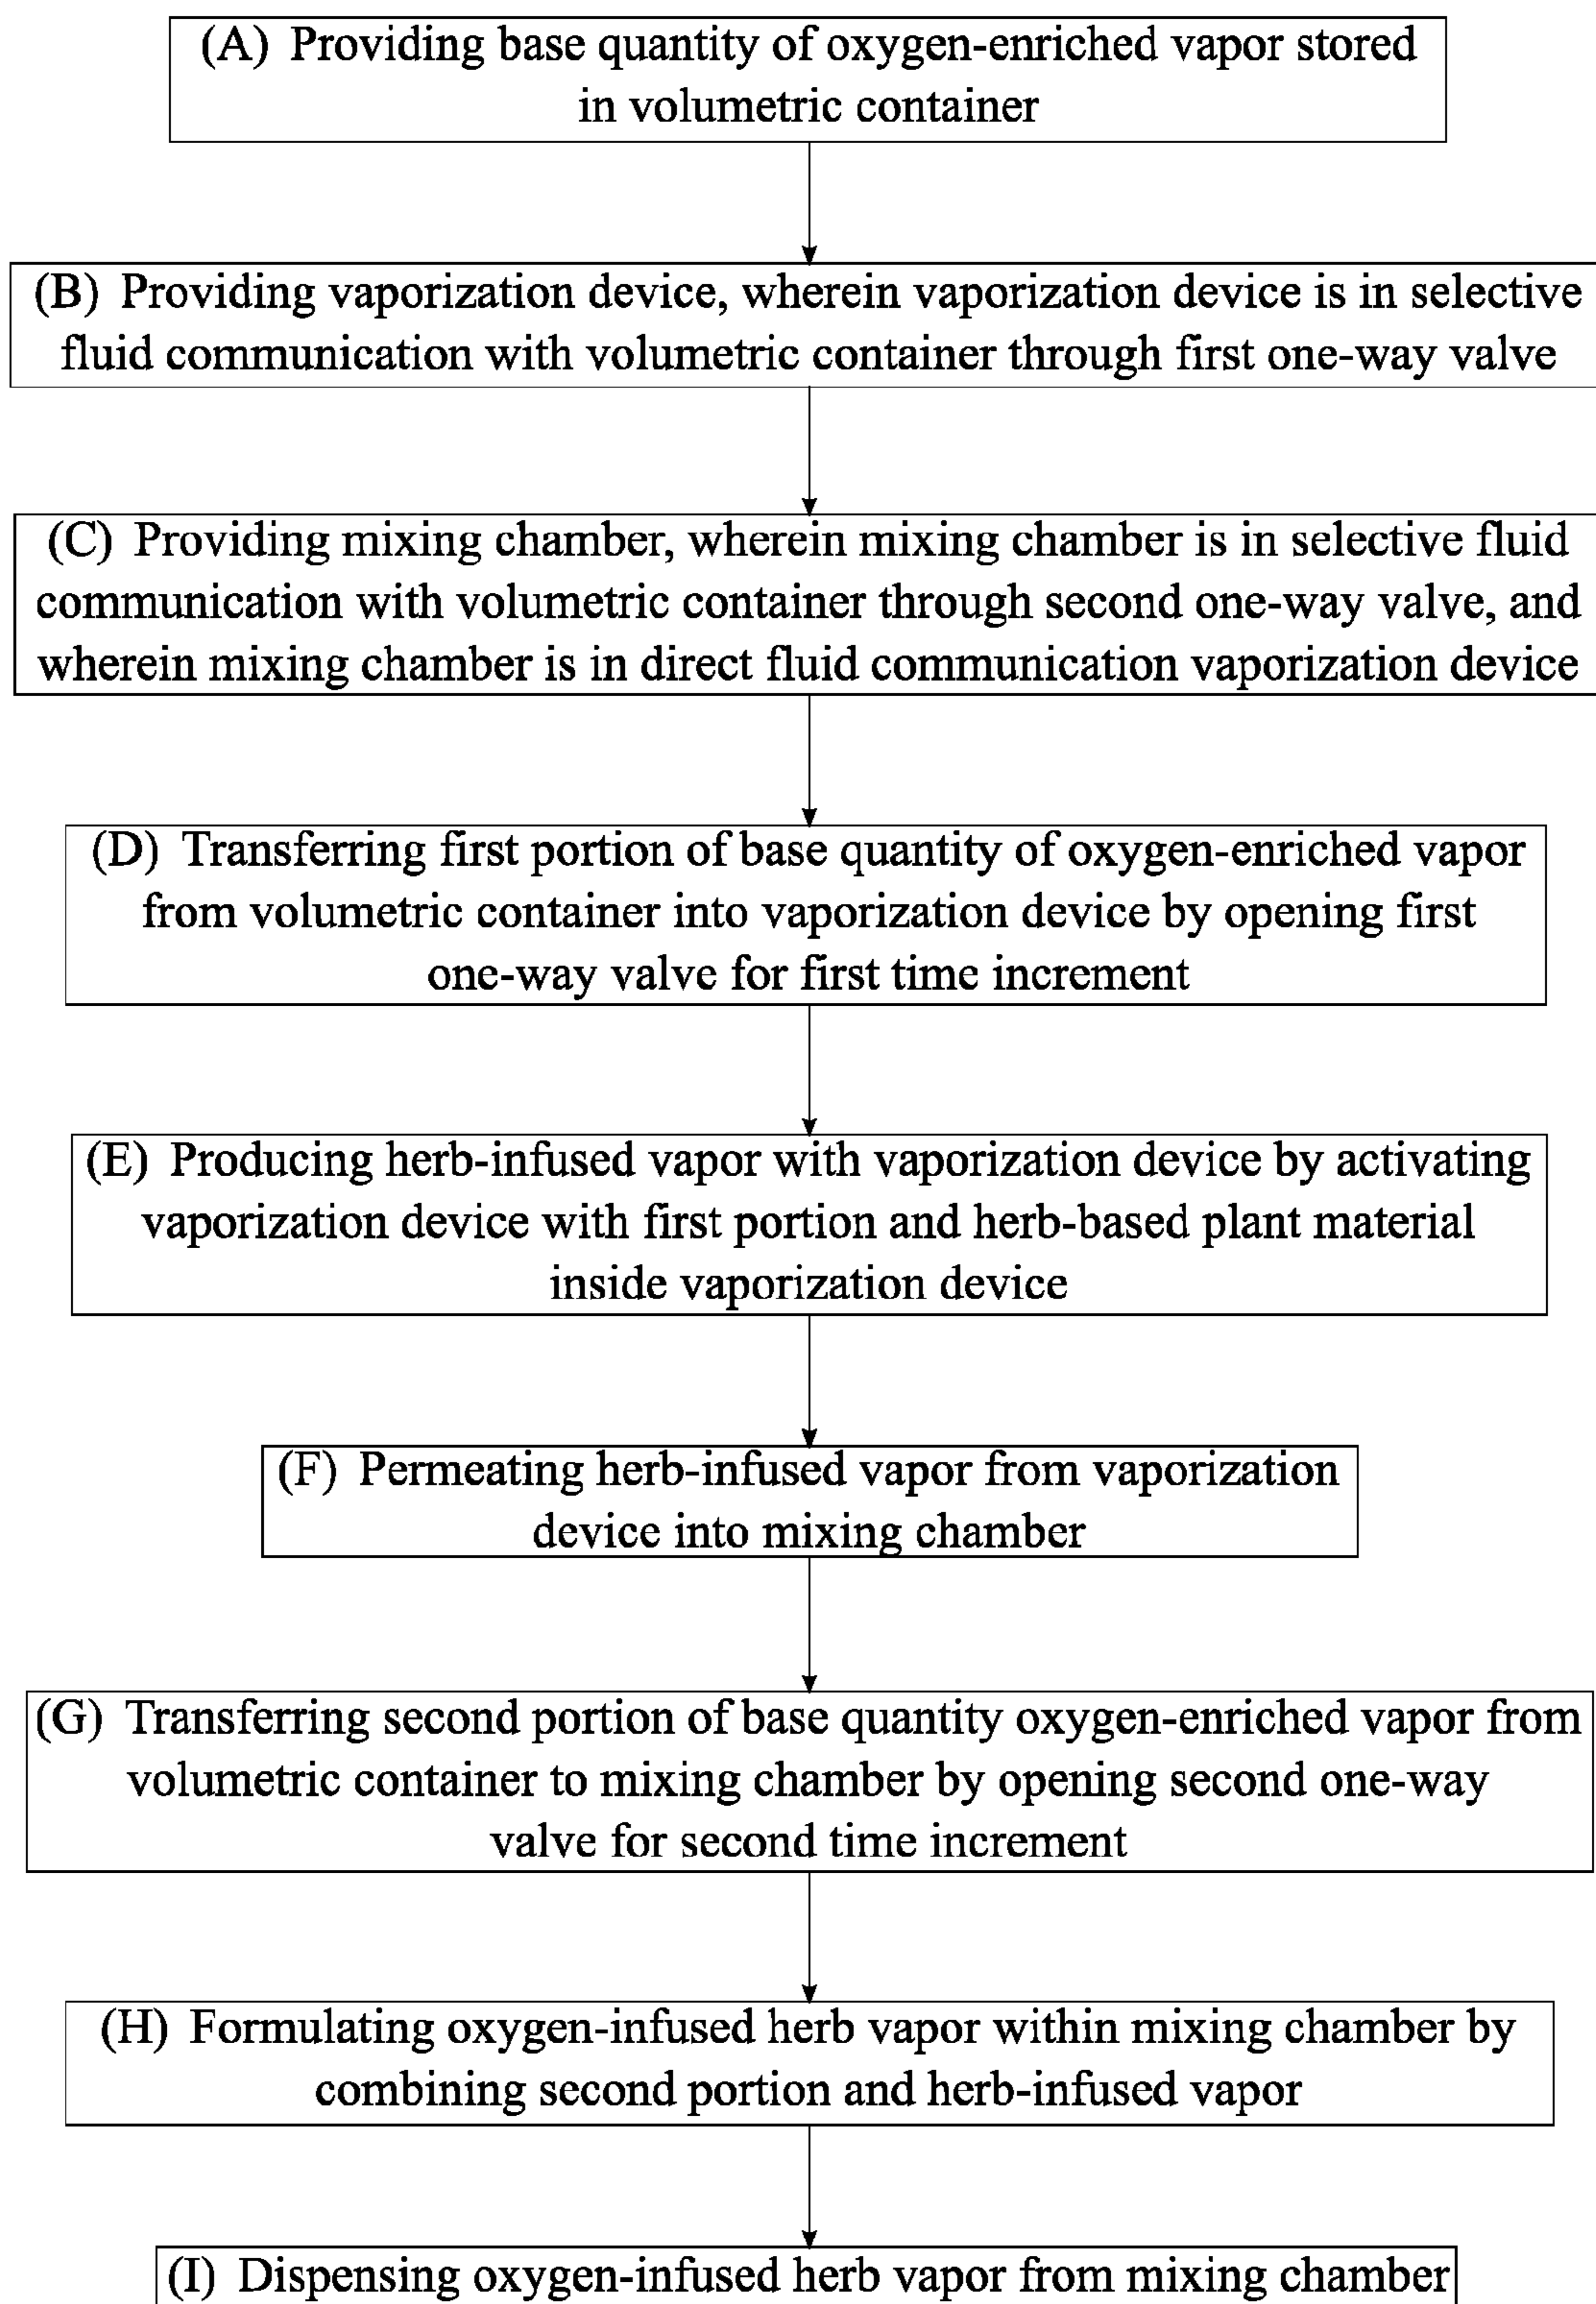 (A) Providing base quantity of oxygen-enriched vapor stored
in volumetric container
(B) Providing vaporization device, wherein vaporization device is in selective
fluid communication with volumetric container through first one-way valve
(C) Providing mixing chamber, wherein mixing chamber is in selective fluid
communication with volumetric container through second one-way valve, and
wherein mixing chamber is in direct fluid communication vaporization device
(D) Transferring first portion of base quantity of oxygen-enriched vapor
from volumetric container into vaporization device by opening first
one-way valve for first time increment
(E) Producing herb-infused vapor with vaporization device by activating
vaporization device with first portion and herb-based plant material
inside vaporization device
(F) Permeating herb-infused vapor from vaporization
device into mixing chamber
(G) Transferring second portion of base quantity oxygen-enriched vapor from
volumetric container to mixing chamber by opening second one-way
valve for second time increment
(H) Formulating oxygen-infused herb vapor within mixing chamber by
combining second portion and herb-infused vapor
(I) Dispensing oxygen-infused herb vapor from mixing chamber